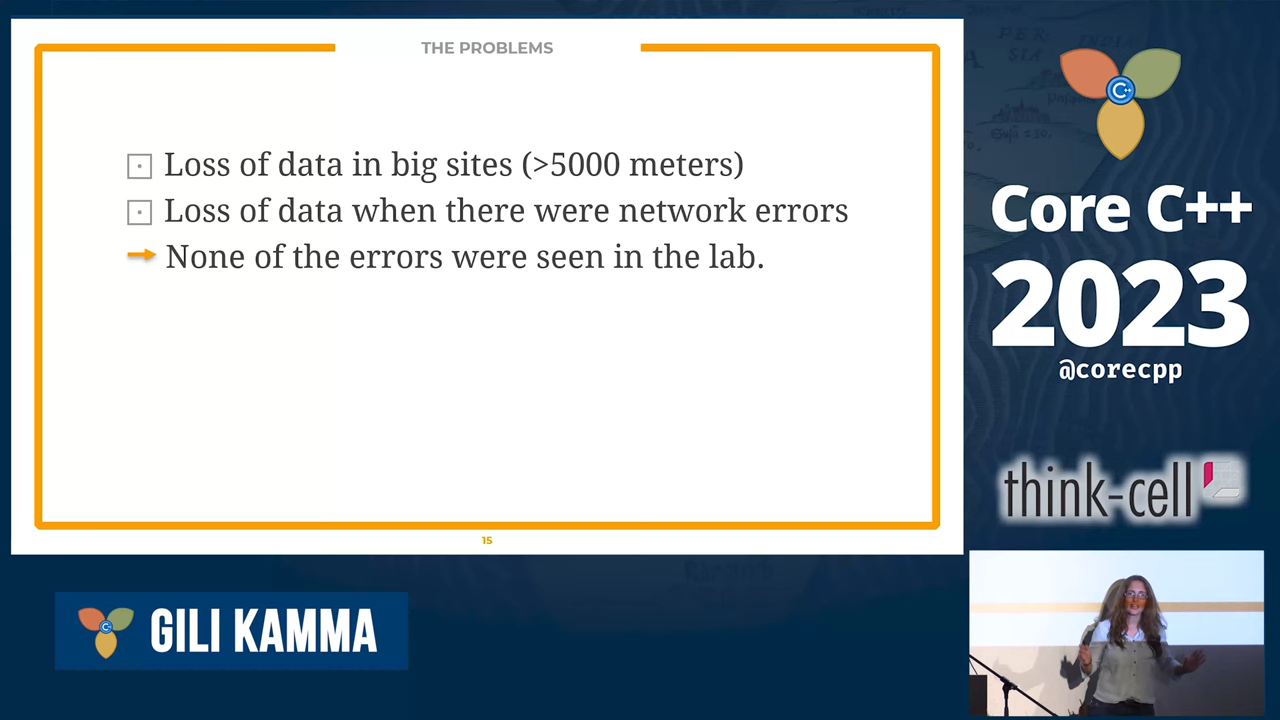 THE PROBLEMS
Loss of data in big sites (>5000 meters)
Loss of data when there were network errors
None of the errors were seen in the lab.
15
C++
Core C++
2023
@corecpp
think-cell
GILI KAMMA